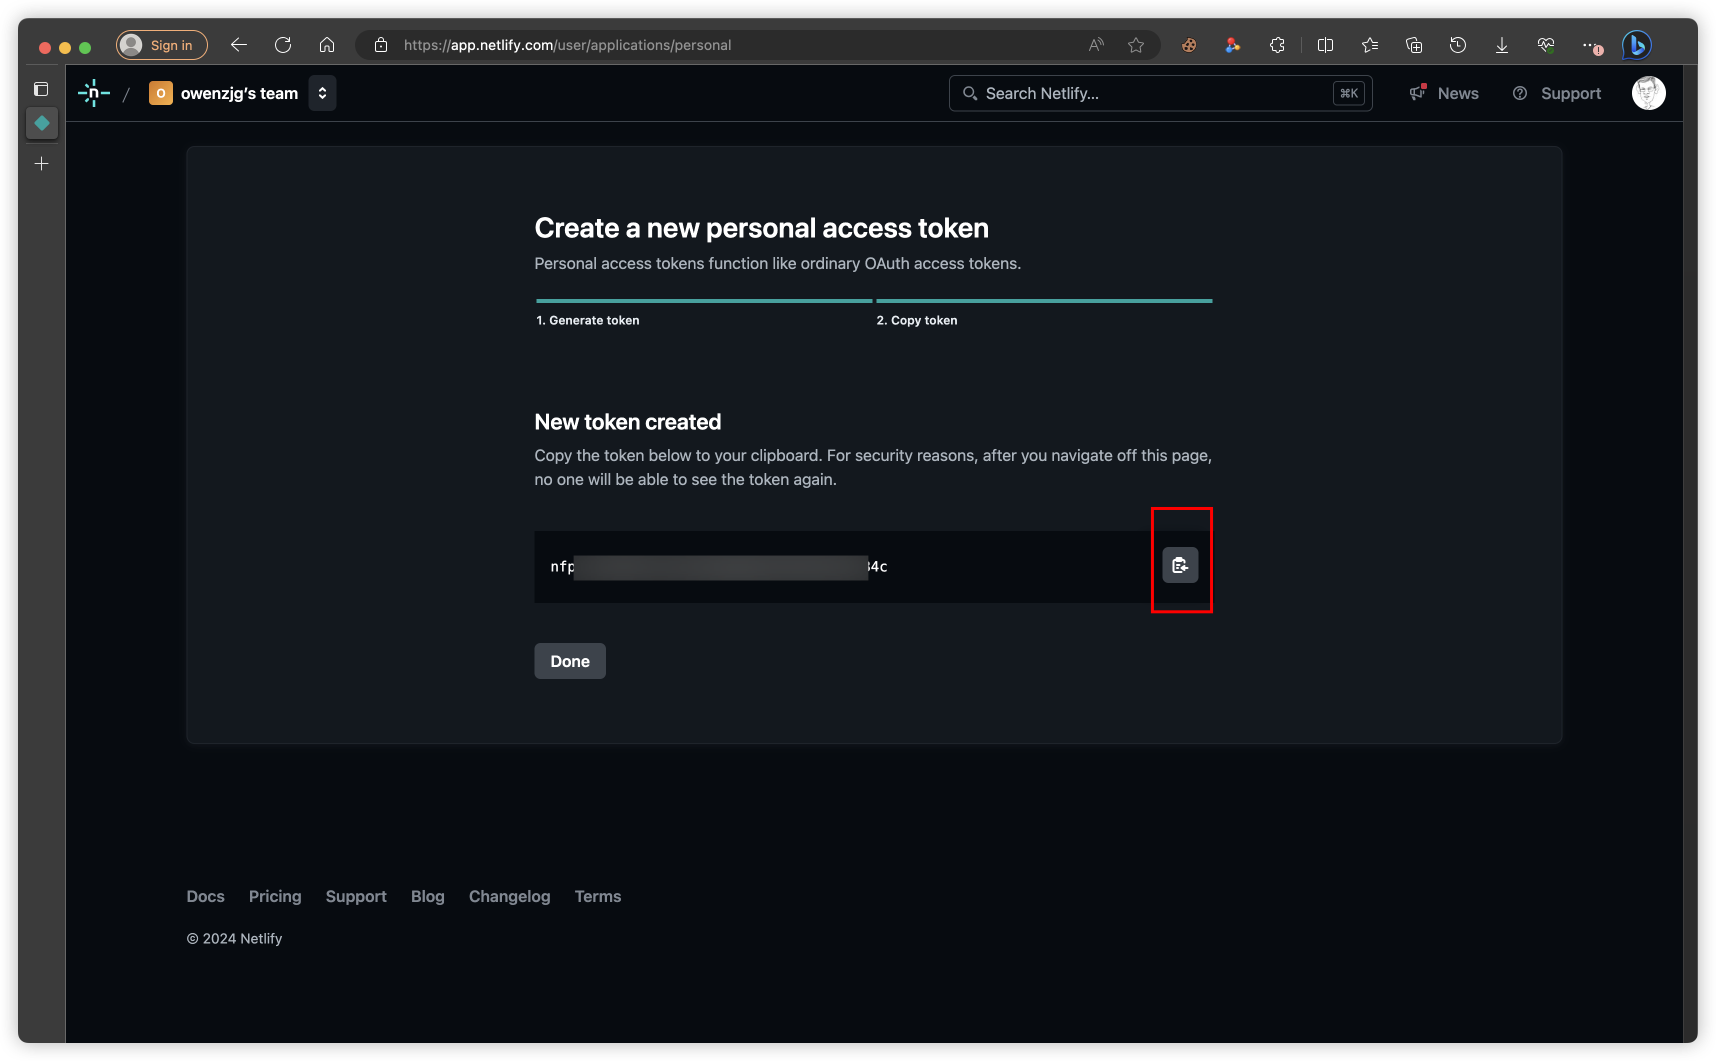 Sign in
https://app.netlify.com/user/applications/personal
n / O owenzjg’s team
Search Netlify... ⌘K
News
Support
Create a new personal access token
Personal access tokens function like ordinary OAuth access tokens.
1. Generate token
2. Copy token
New token created
Copy the token below to your clipboard. For security reasons, after you navigate off this page,
no one will be able to see the token again.
nfp 4c
Done
Docs Pricing Support Blog Changelog Terms
© 2024 Netlify